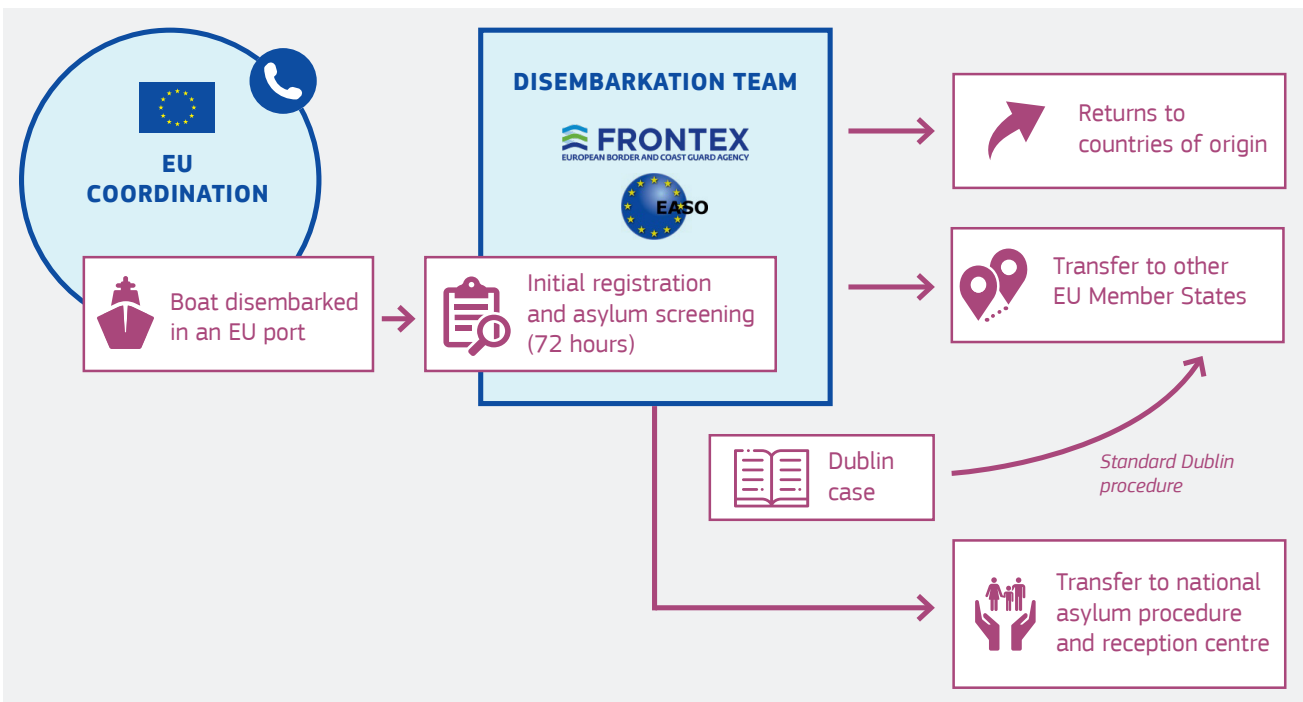 EU
COORDINATION
Boat disembarked
in an EU port
DISEMBARKATION TEAM
FRONTEX
EUROPEAN BORDER AND COAST GUARD AGENCY
EASO
Initial registration
and asylum screening
(72 hours)
Returns to
countries of origin
Transfer to other
EU Member States
Dublin
case
Standard Dublin
procedure
Transfer to national
asylum procedure
and reception centre